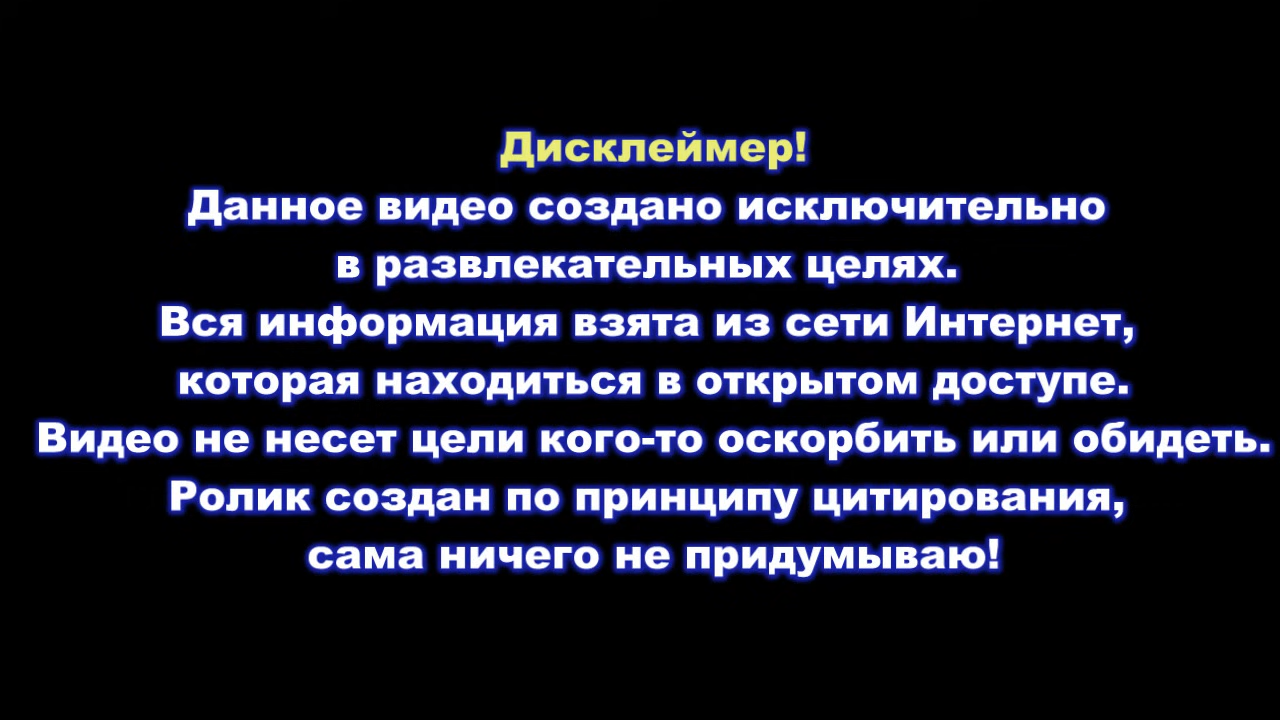 Дисклеймер!
Данное видео создано исключительно
в развлекательных целях.
Вся информация взята из сети Интернет,
которая находиться в открытом доступе.
Видео не несет цели кого-то оскорбить или обидеть.
Ролик создан по принципу цитирования,
сама ничего не придумываю!